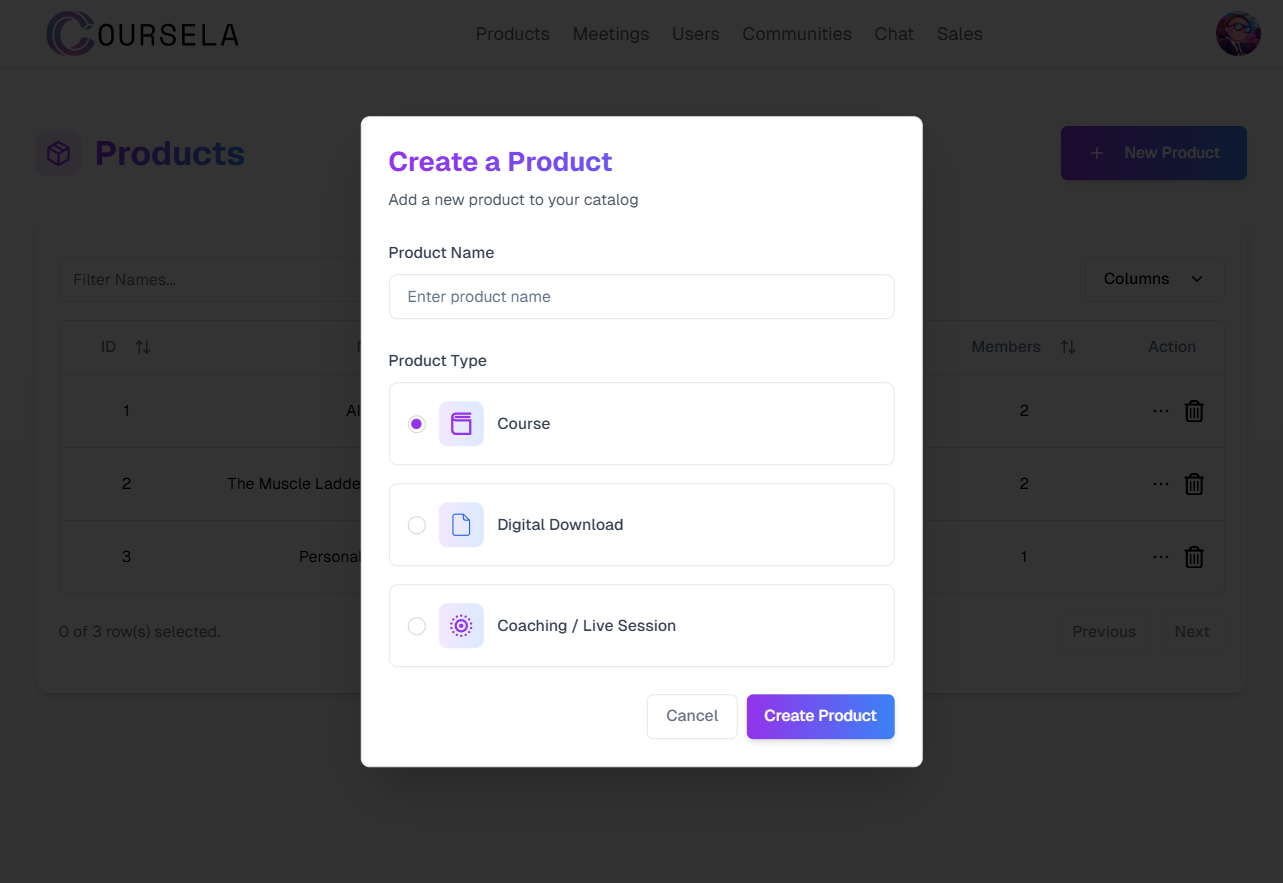 COURSELA
Products Meetings Users Communities Chat Sales
Products
+ New Product
Create a Product
Add a new product to your catalog
Product Name
Enter product name
Product Type
Course
Digital Download
Coaching / Live Session
Cancel Create Product
Filter Names...
Columns
ID Members Action
1 AI 2 ...
2 The Muscle Ladde 2 ...
3 Personal 1 ...
0 of 3 row(s) selected.
Previous Next